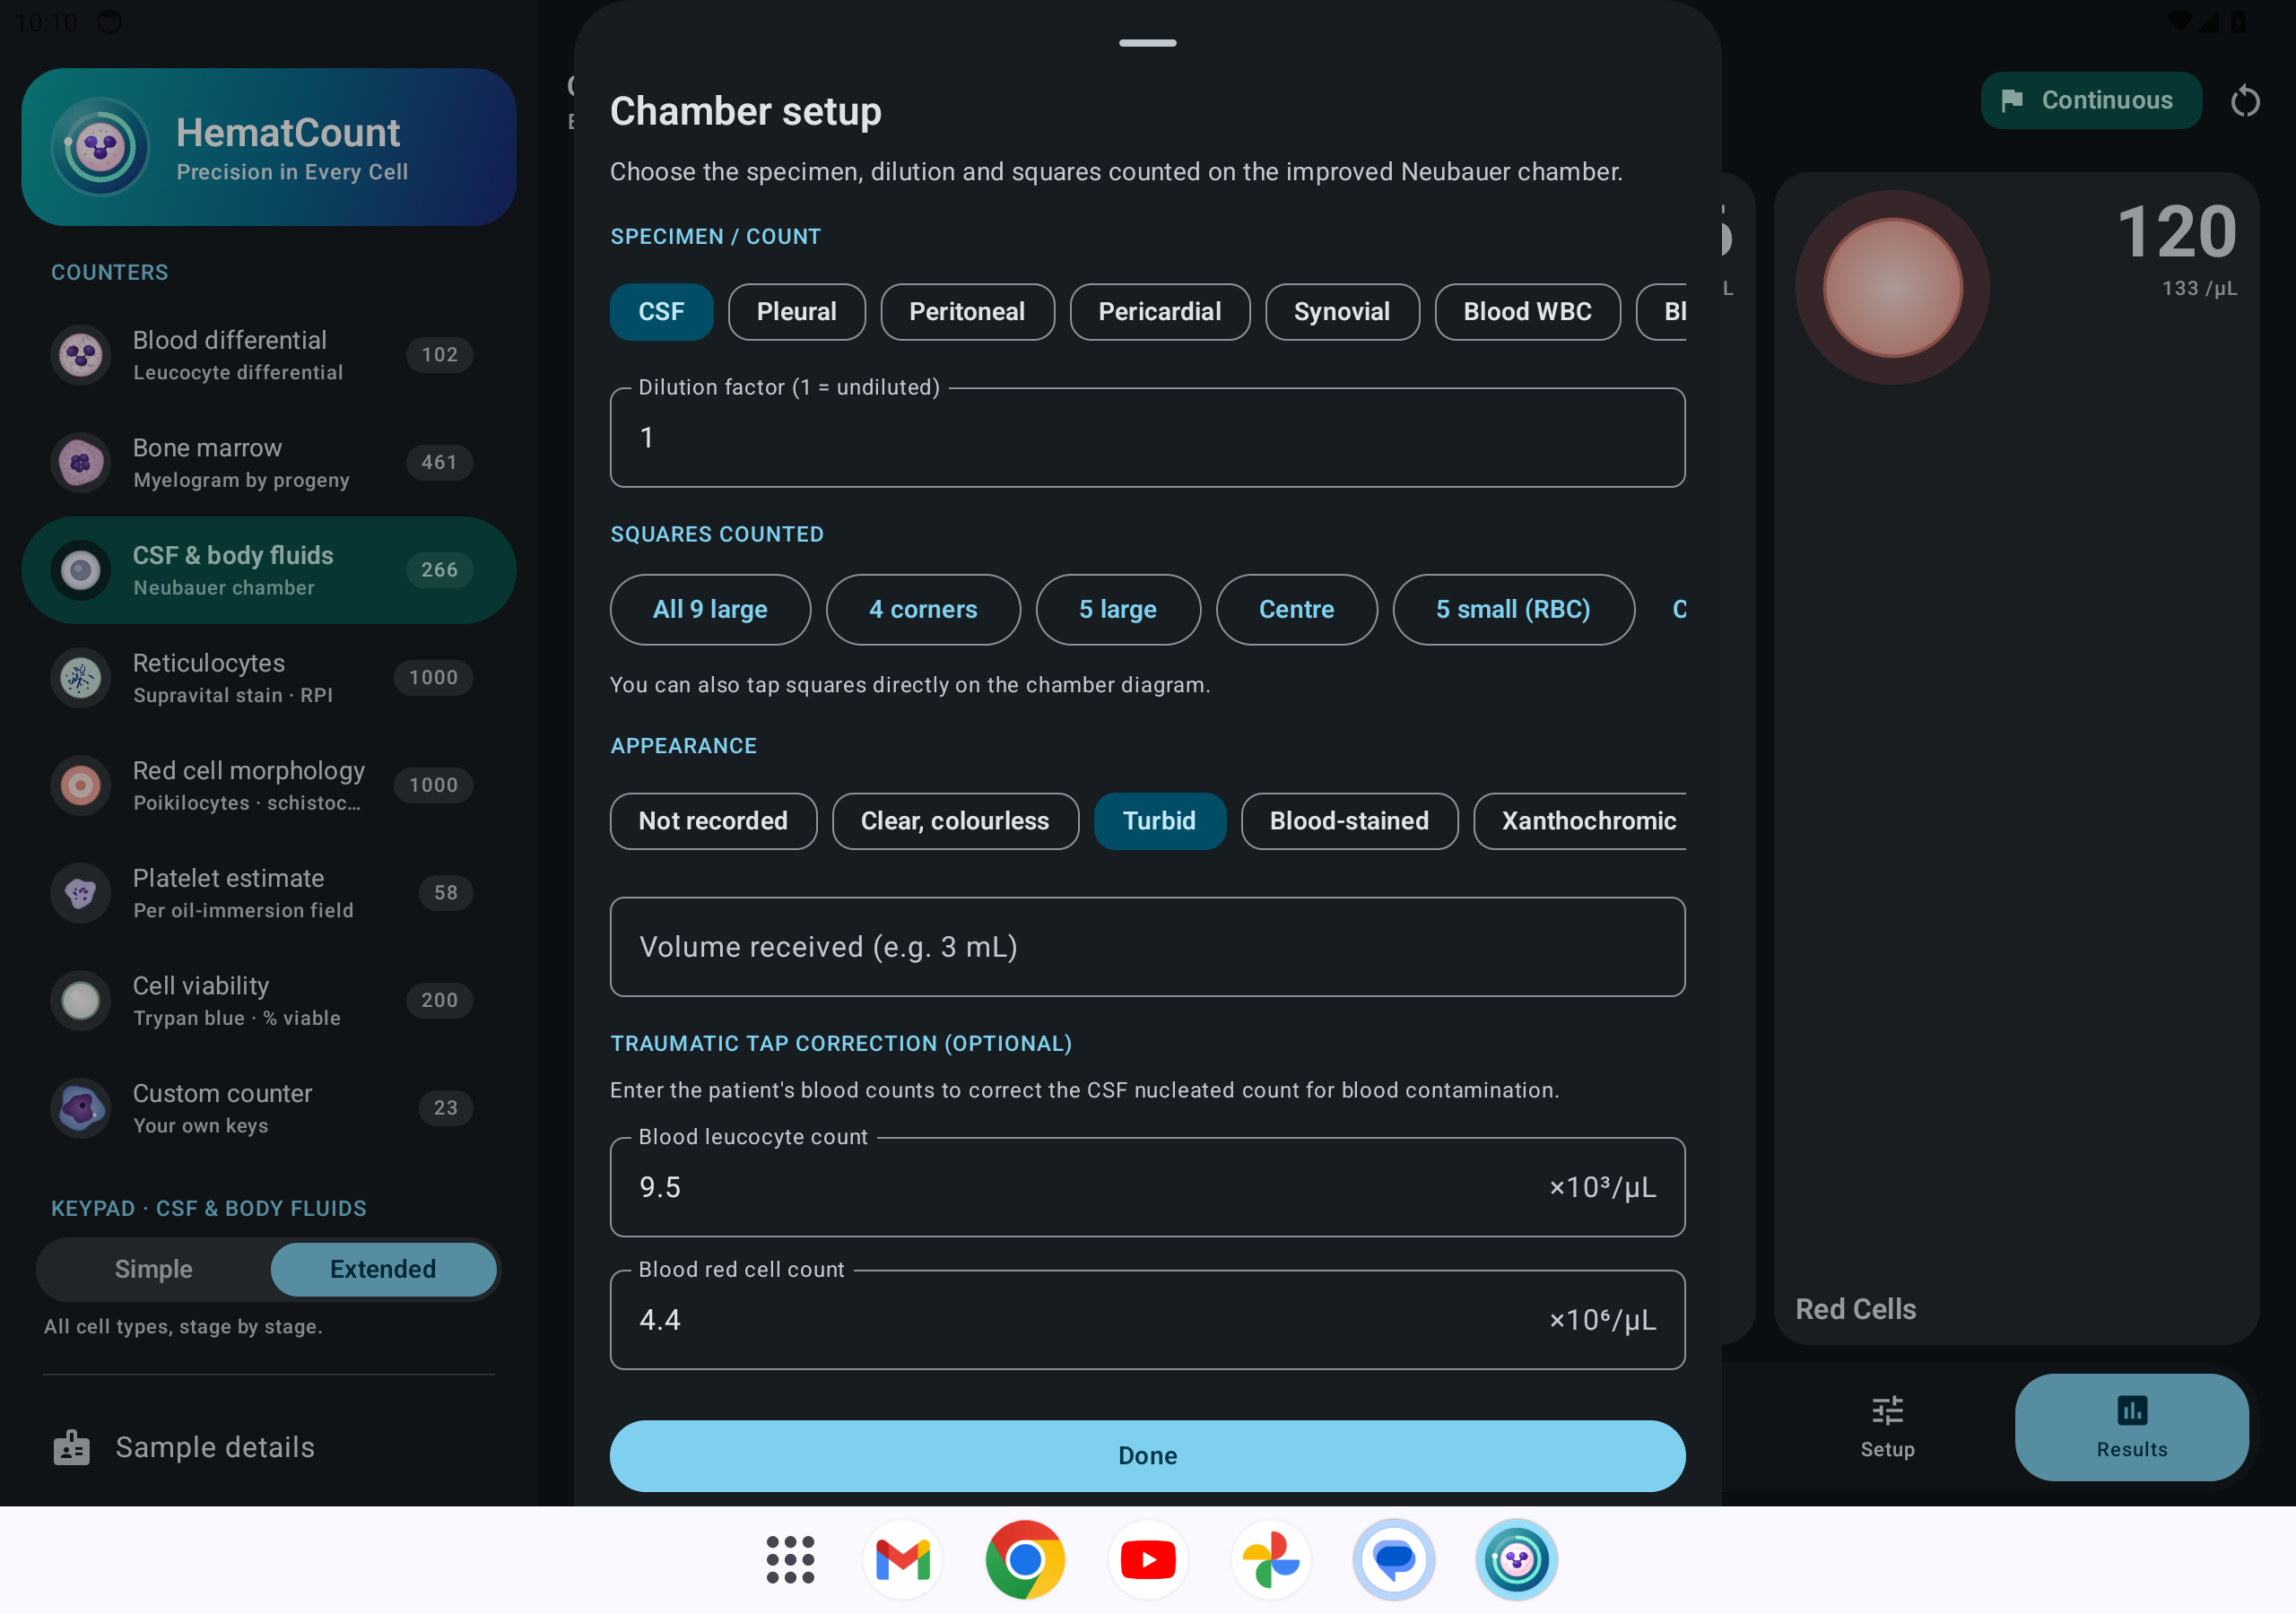 10:10
HematCount
Precision in Every Cell
COUNTERS
Blood differential
Leucocyte differential
102
Bone marrow
Myelogram by progeny
461
CSF & body fluids
Neubauer chamber
266
Reticulocytes
Supravital stain · RPI
1000
Red cell morphology
Poikilocytes · schistoc…
1000
Platelet estimate
Per oil-immersion field
58
Cell viability
Trypan blue · % viable
200
Custom counter
Your own keys
23
KEYPAD · CSF & BODY FLUIDS
Simple
Extended
All cell types, stage by stage.
Sample details
Chamber setup
Choose the specimen, dilution and squares counted on the improved Neubauer chamber.
SPECIMEN / COUNT
CSF
Pleural
Peritoneal
Pericardial
Synovial
Blood WBC
Bl
Dilution factor (1 = undiluted)
1
SQUARES COUNTED
All 9 large
4 corners
5 large
Centre
5 small (RBC)
C
You can also tap squares directly on the chamber diagram.
APPEARANCE
Not recorded
Clear, colourless
Turbid
Blood-stained
Xanthochromic
Volume received (e.g. 3 mL)
TRAUMATIC TAP CORRECTION (OPTIONAL)
Enter the patient's blood counts to correct the CSF nucleated count for blood contamination.
Blood leucocyte count
9.5
×10³/µL
Blood red cell count
4.4
×10⁶/µL
Done
Continuous
L
120
133 /µL
Red Cells
Setup
Results